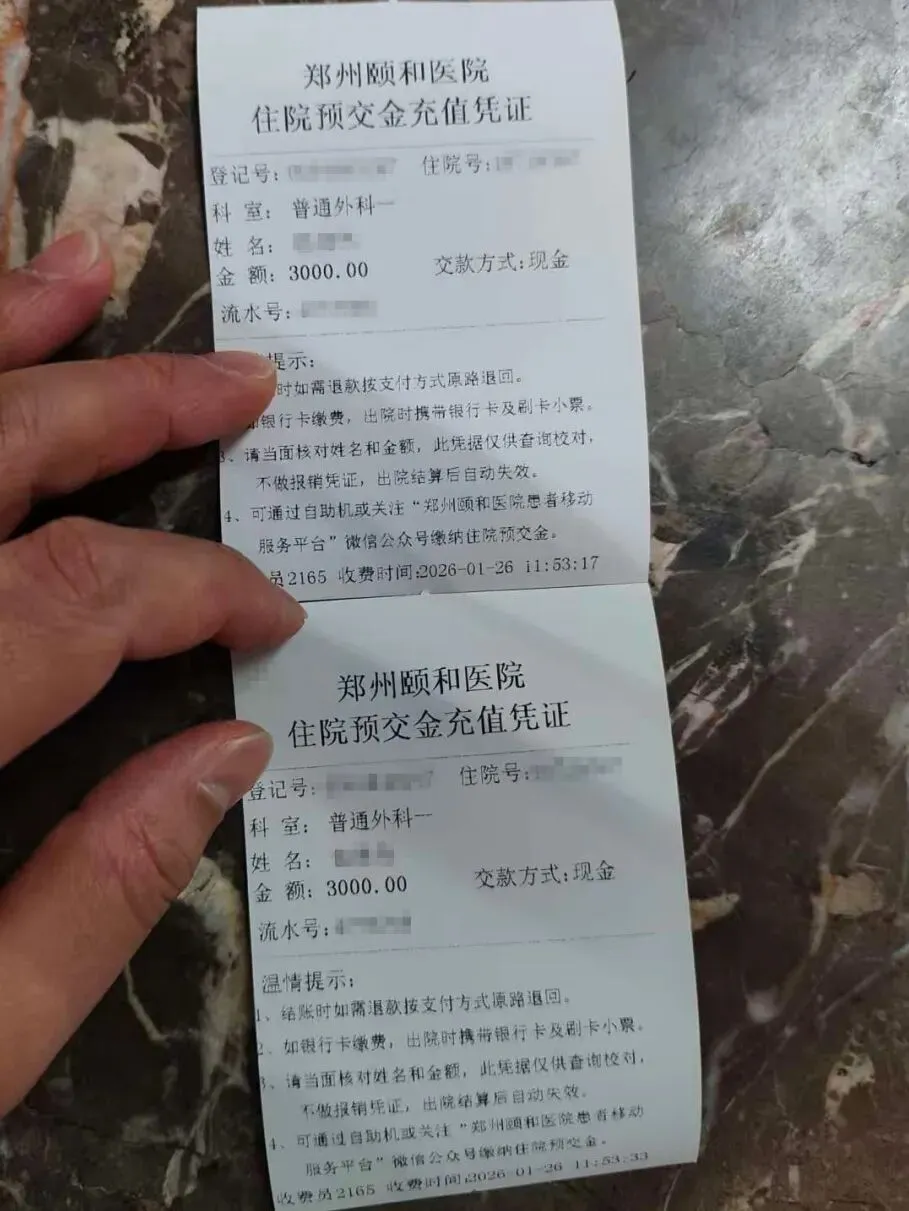 郑州颐和医院
住院预交金充值凭证
登记号: 住院号:
科 室: 普通外科一
姓 名:
金 额: 3000.00 交款方式:现金
流水号:
提示:
时如需退款按支付方式原路退回。
如银行卡缴费, 出院时携带银行卡及刷卡小票。
3、请当面核对姓名和金额, 此凭据仅供查询校对,
不做报销凭证, 出院结算后自动失效。
4、可通过自助机或关注“郑州颐和医院患者移动
服务平台”微信公众号缴纳住院预交金。
员2165 收费时间:2026-01-26 11:53:17
郑州颐和医院
住院预交金充值凭证
登记号: 住院号:
科 室: 普通外科一
姓 名:
金 额: 3000.00 交款方式:现金
流水号:
温情提示:
1、结账时如需退款按支付方式原路退回。
2、如银行卡缴费, 出院时携带银行卡及刷卡小票。
3、请当面核对姓名和金额, 此凭据仅供查询校对,
不做报销凭证, 出院结算后自动失效。
4、可通过自助机或关注“郑州颐和医院患者移动
服务平台”微信公众号缴纳住院预交金。
收费员2165 收费时间:2026-01-26 11:53:33